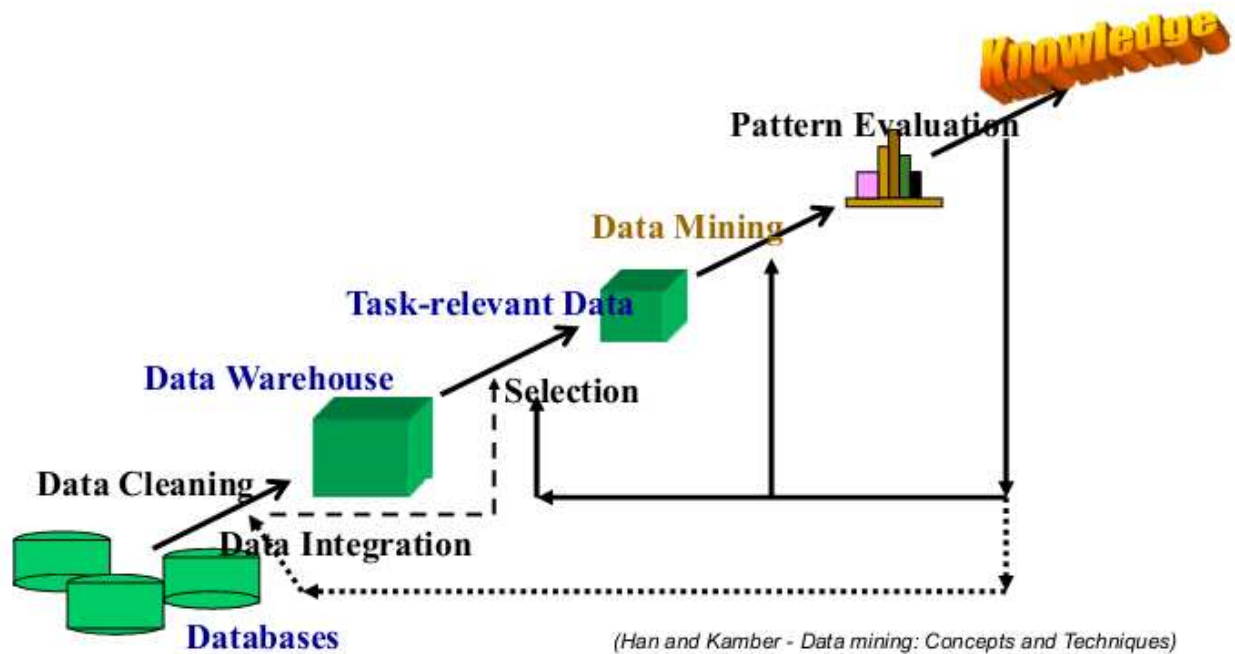 Knowledge
Pattern Evaluation
Data Mining
Task-relevant Data
Data Warehouse
Selection
Data Cleaning
Data Integration
Databases
(Han and Kamber - Data mining: Concepts and Techniques)